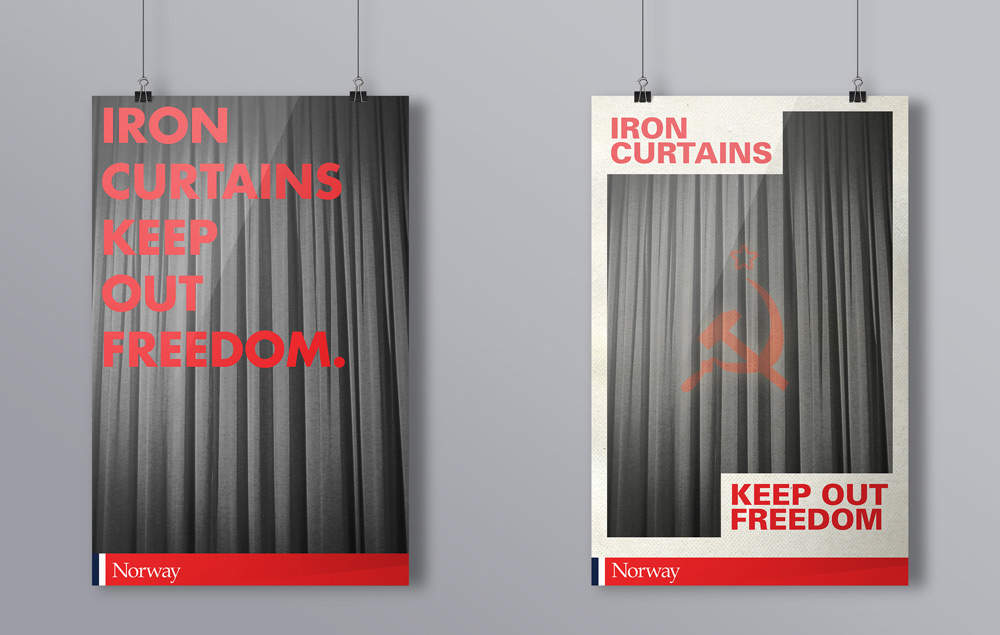 IRON
CURTAINS
KEEP
OUT
FREEDOM.
Norway
IRON
CURTAINS
KEEP OUT
FREEDOM
Norway